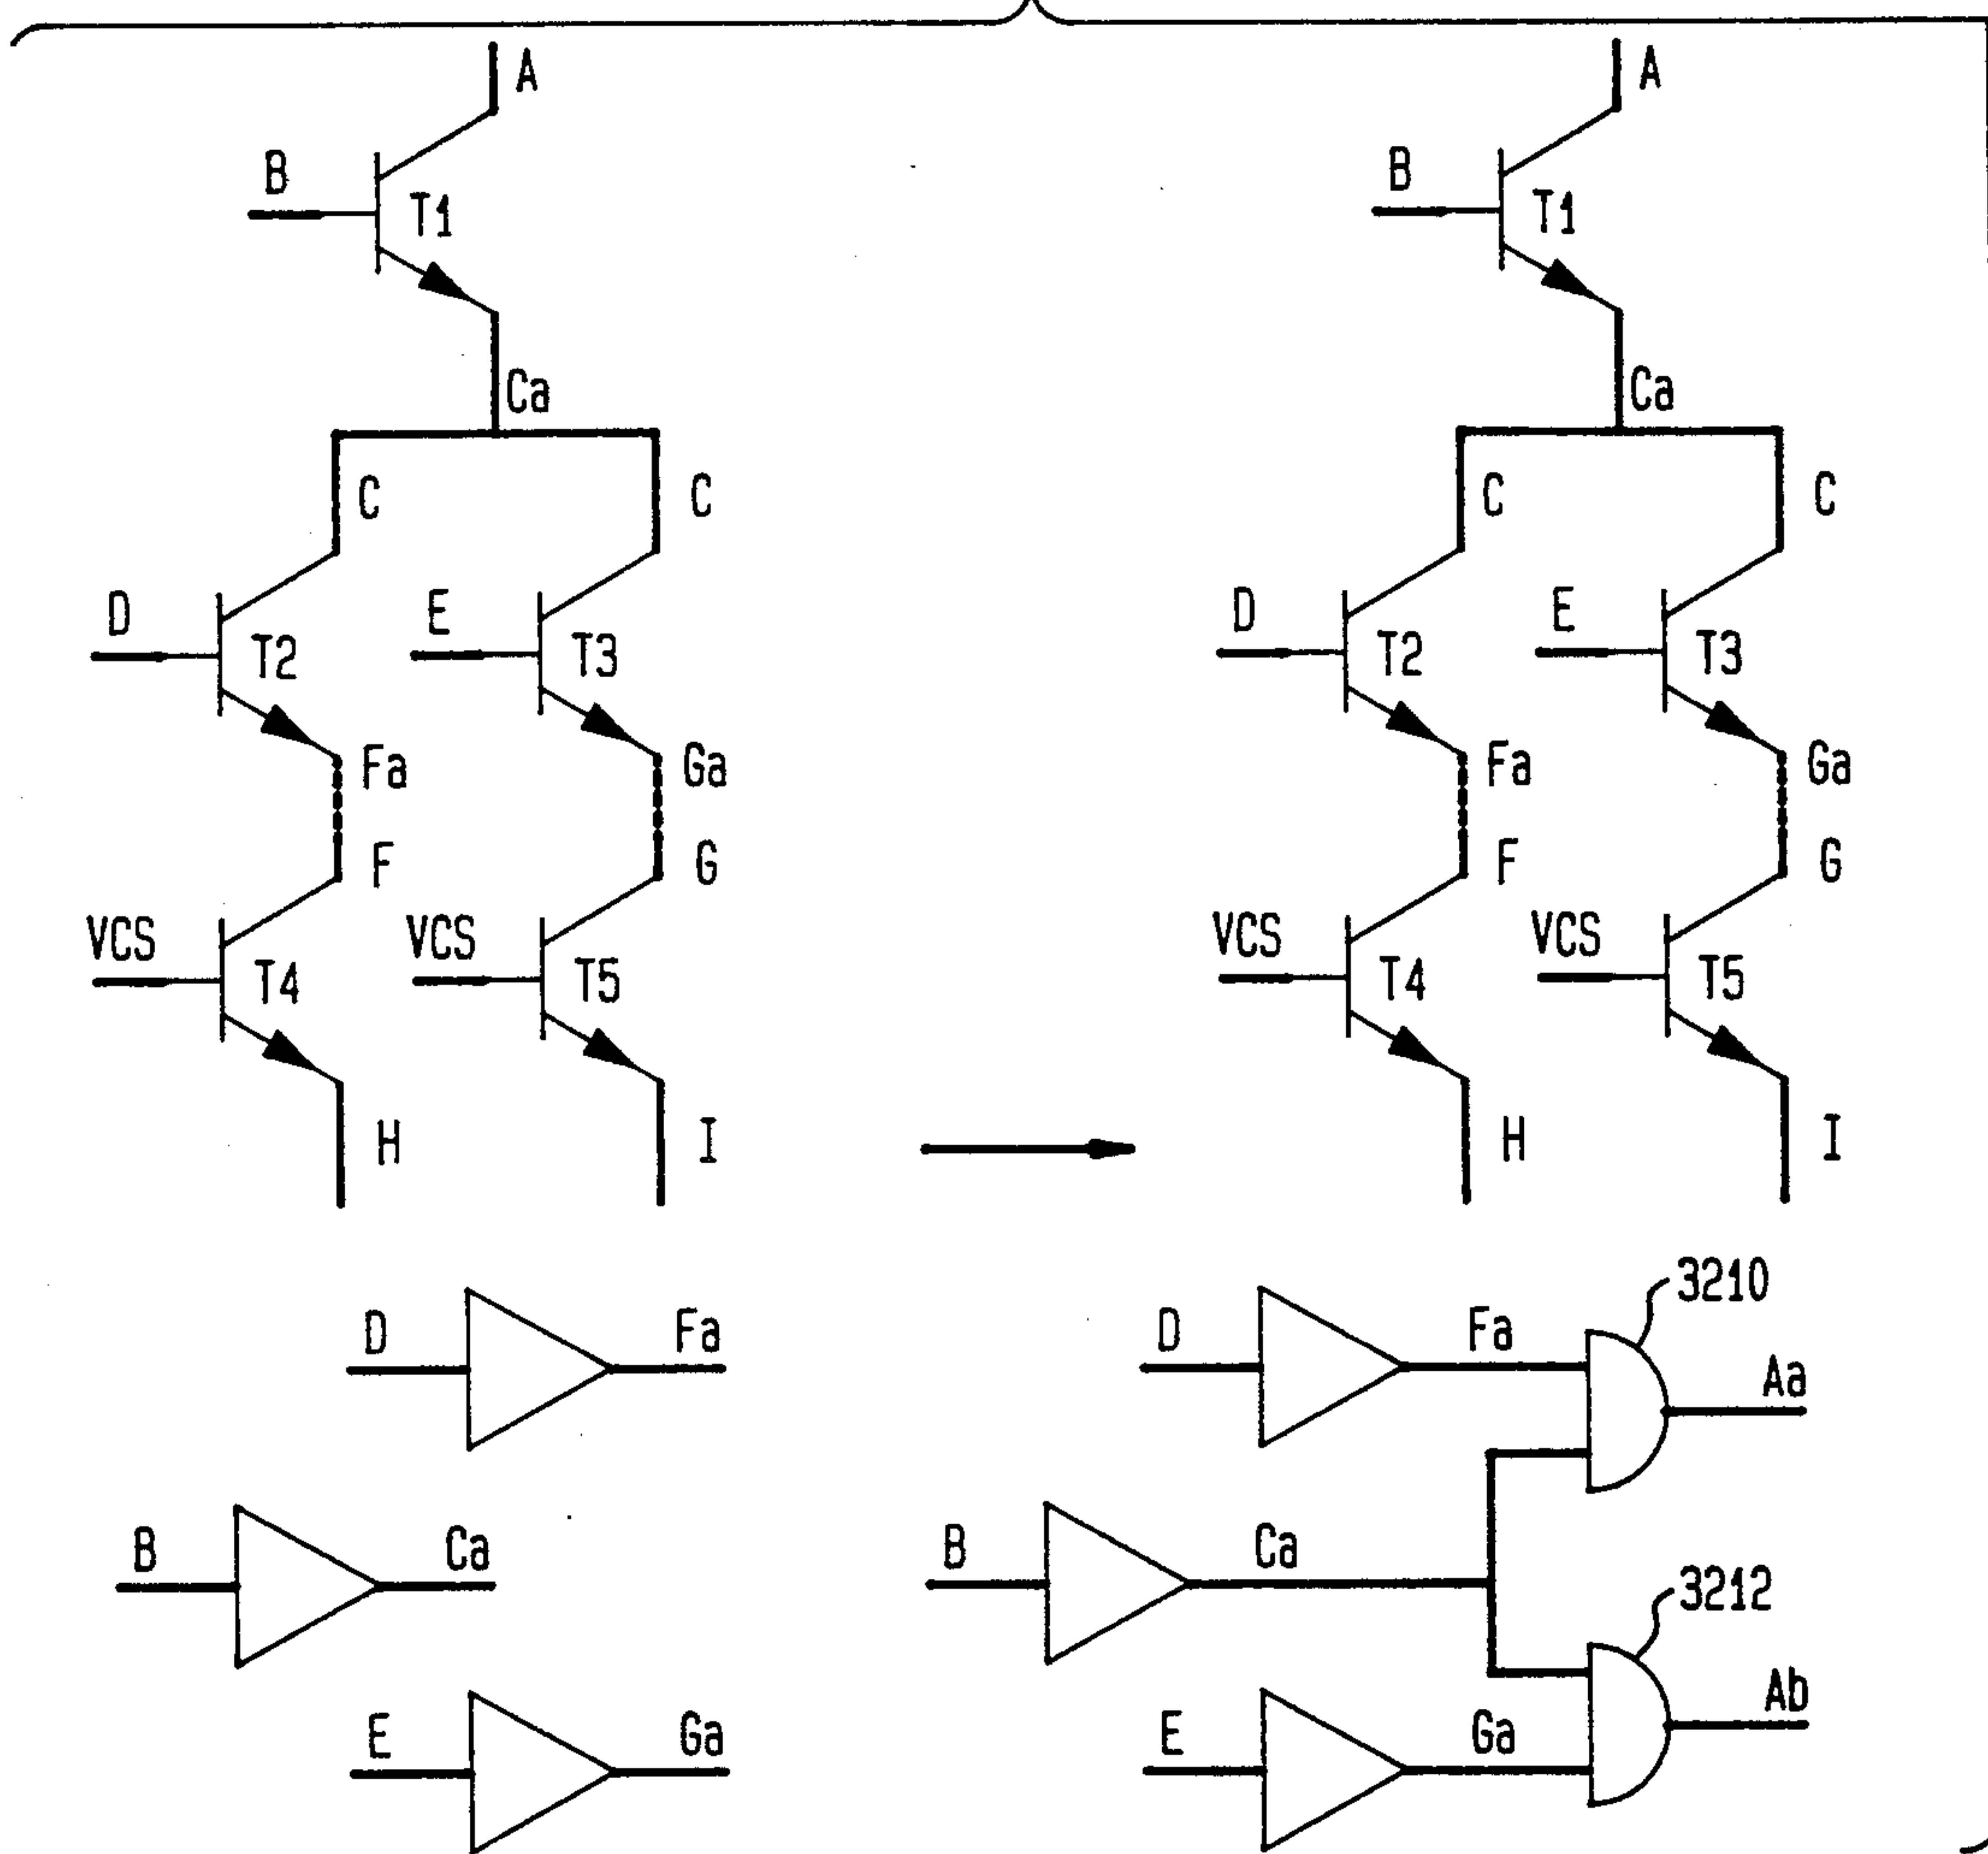 A A
B B
T1 T1
Ca Ca
C C C C
D E D E
T2 T3 T2 T3
Fa Ga Fa Ga
F G F G
VCS VCS VCS VCS
T4 T5 T4 T5
H I H I
3210
D Fa D Fa
Aa
B Ca B Ca
3212
Ab
E Ga E Ga